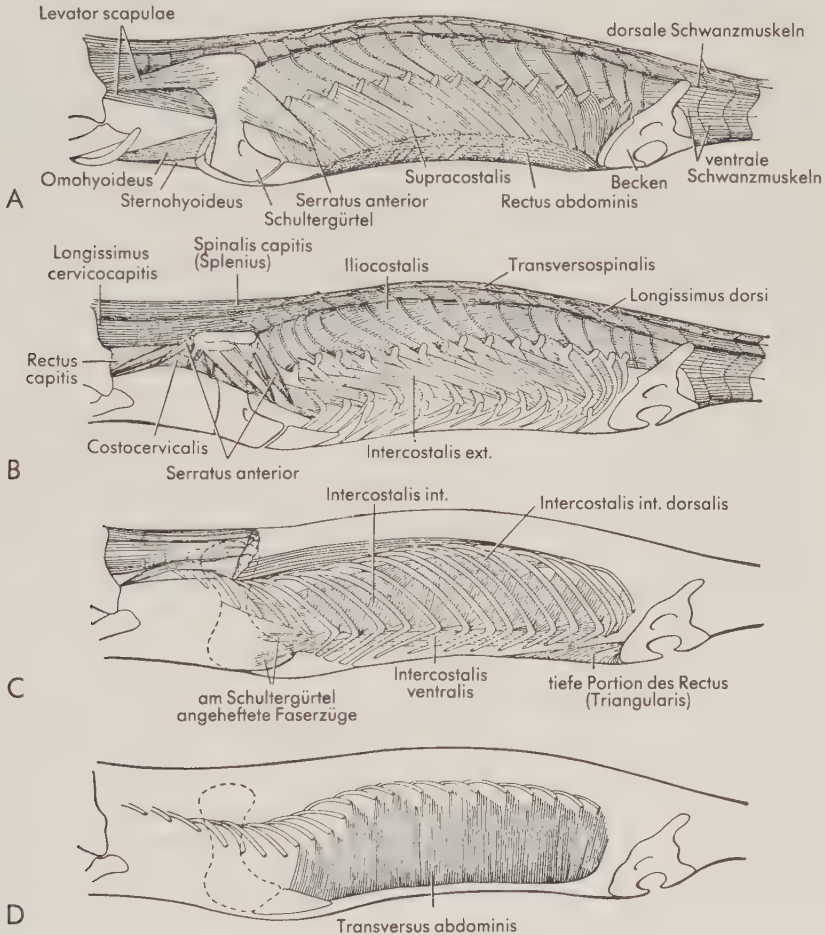 Levator scapulae
dorsale Schwanzmuskeln
Omohyoideus
Sternohyoideus
Schultergürtel
Serratus anterior
Supracostalis
Rectus abdominis
Becken
ventrale
Schwanzmuskeln
A
Longissimus
cervicocapitis
Spinalis capitis
(Splenius)
Iliocostalis
Transversospinalis
Longissimus dorsi
Rectus
capitis
Costocervicalis
Serratus anterior
Intercostalis ext.
B
Intercostalis int.
Intercostalis int. dorsalis
am Schultergürtel
angeheftete Faserzüge
Intercostalis
ventralis
tiefe Portion des Rectus
(Triangularis)
C
Transversus abdominis
D